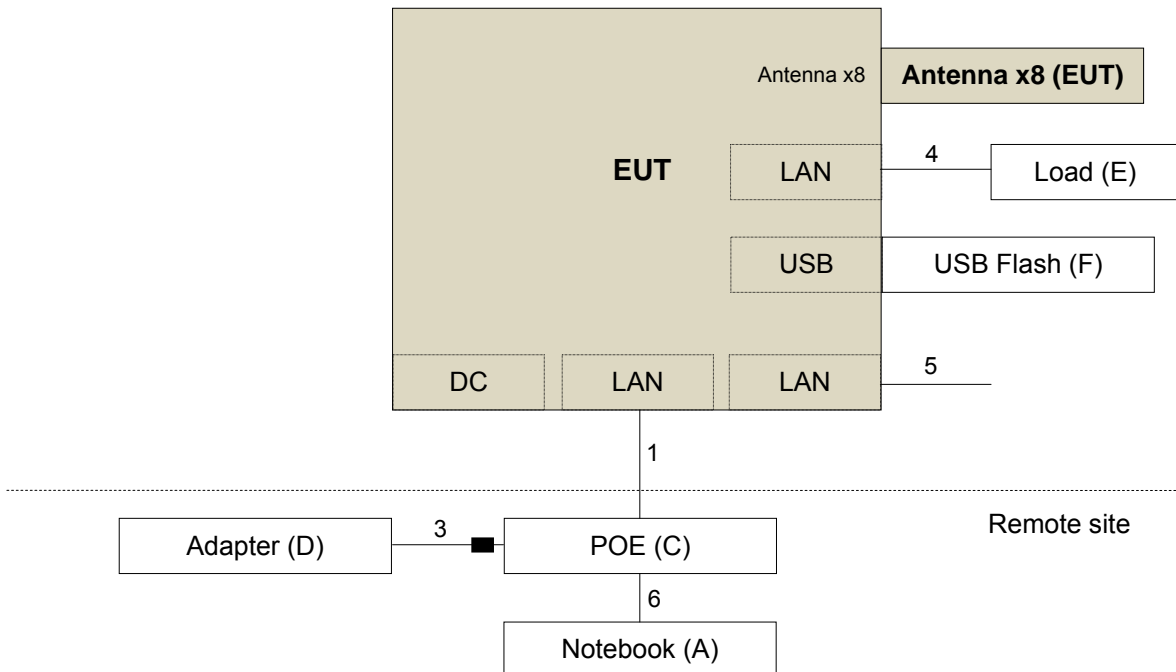 Antenna x8
Antenna x8 (EUT)
EUT
LAN
4
Load (E)
USB
USB Flash (F)
DC
LAN
LAN
5
1
Remote site
Adapter (D)
3
POE (C)
6
Notebook (A)